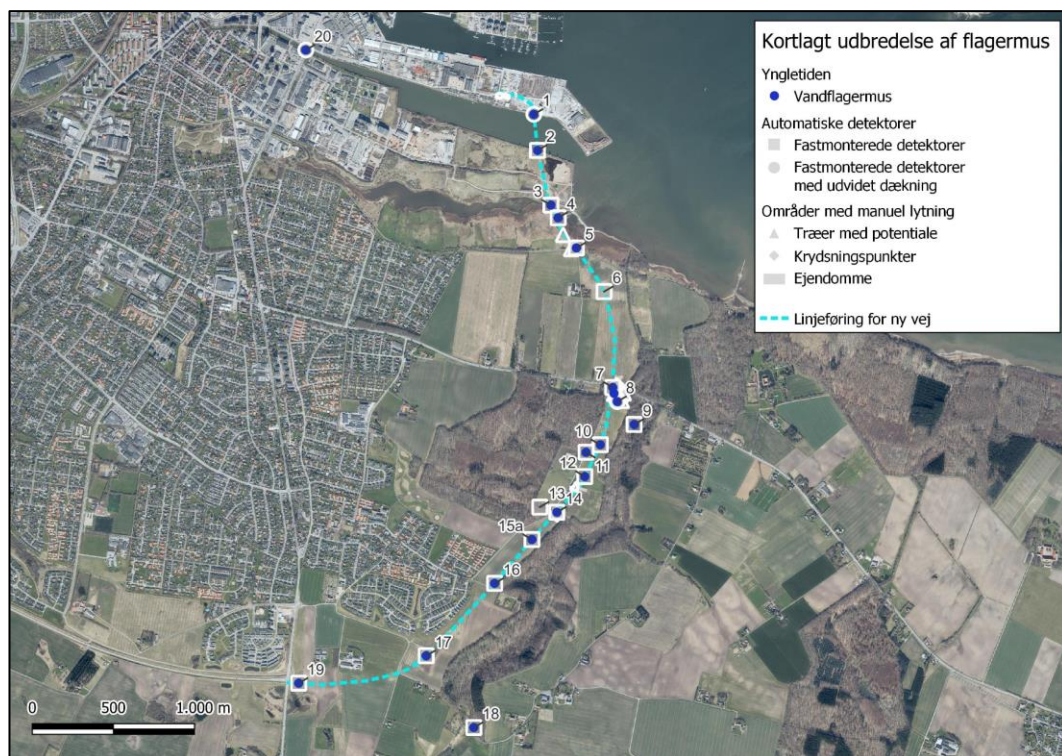 Kortlagt udbredelse af flagermus
Yngletiden
Vandflagermus
Automatiske detektorer
Fastmonterede detektorer
Fastmonterede detektorer
med udvidet dækning
Områder med manuel lytning
Træer med potentiale
Krydsningspunkter
Ejendomme
Linjeføring for ny vej
20
1
2
3
4
5
6
7
8
9
10
11
12
13
14
15a
16
17
19
18
0 500 1.000 m